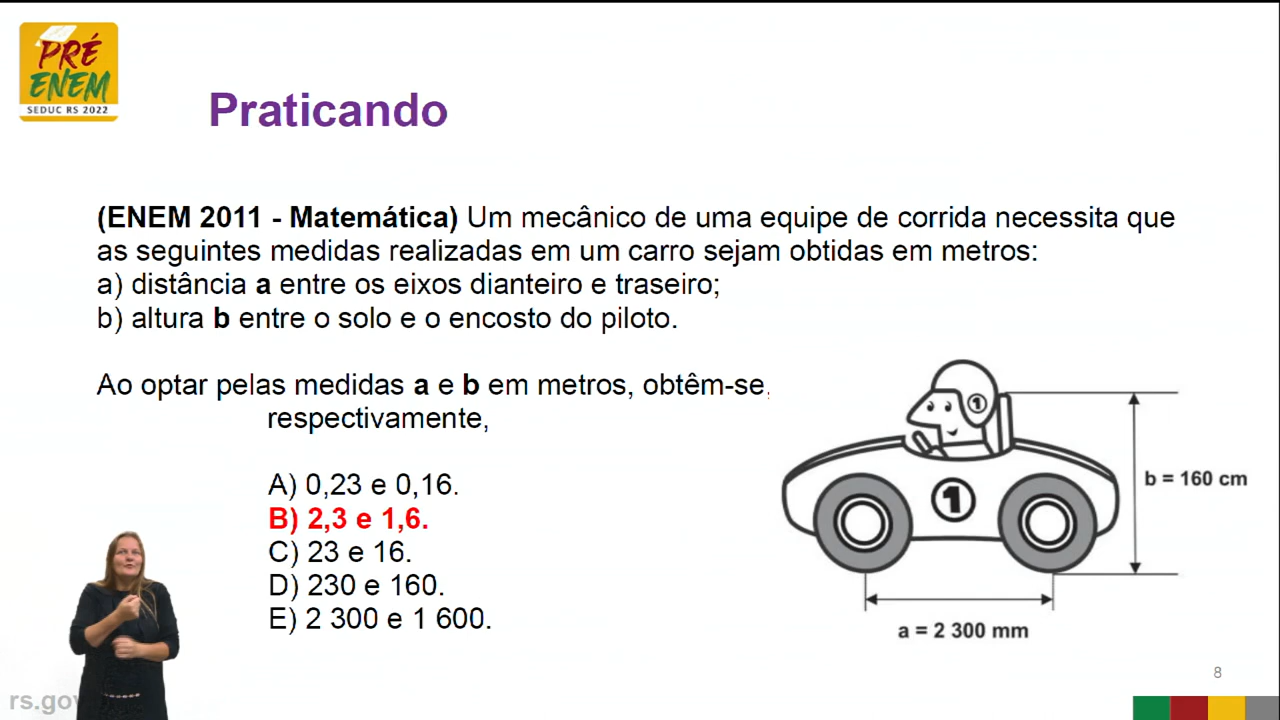 PRÉ
ENEM
SEDUC RS 2022
Praticando
(ENEM 2011 - Matemática) Um mecânico de uma equipe de corrida necessita que
as seguintes medidas realizadas em um carro sejam obtidas em metros:
a) distância a entre os eixos dianteiro e traseiro;
b) altura b entre o solo e o encosto do piloto.
Ao optar pelas medidas a e b em metros, obtêm-se,
respectivamente,
A) 0,23 e 0,16.
B) 2,3 e 1,6.
C) 23 e 16.
D) 230 e 160.
E) 2 300 e 1 600.
1
1
b = 160 cm
a = 2 300 mm
8
rs.gov